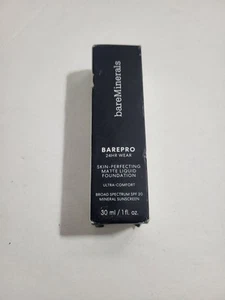 bareMinerals
BAREPRO
24HR WEAR
SKIN-PERFECTING
MATTE LIQUID
FOUNDATION
ULTRA-COMFORT
BROAD SPECTRUM SPF 20
MINERAL SUNSCREEN
30 ml / 1 fl. oz.